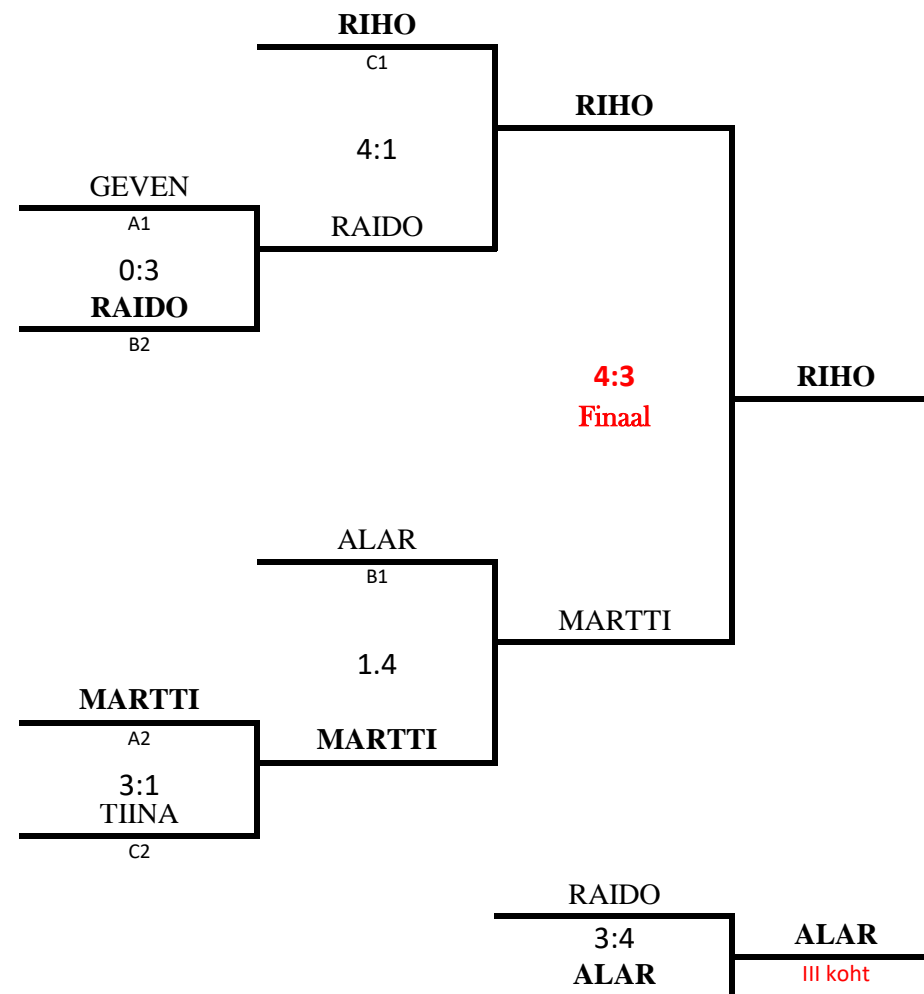 RIHO
C1
RIHO
4:1
GEVEN
A1
RAIDO
0:3
RAIDO
B2
4:3
RIHO
Finaal
ALAR
B1
MARTTI
1.4
MARTTI
A2
MARTTI
3:1
TIINA
C2
RAIDO
3:4
ALAR
ALAR
III koht